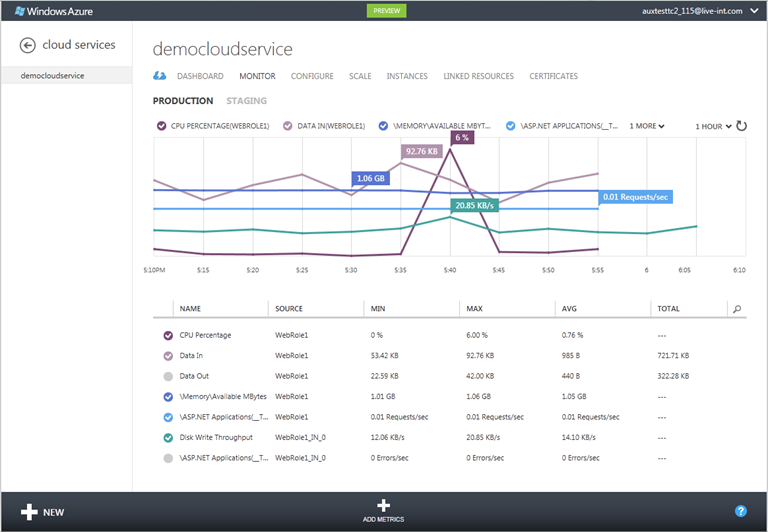 Windows Azure PREVIEW auxtesttc2_115@live-int.com
cloud services
democloudservice
democloudservice
DASHBOARD MONITOR CONFIGURE SCALE INSTANCES LINKED RESOURCES CERTIFICATES
PRODUCTION STAGING
CPU PERCENTAGE(WEBROLE1) DATA IN(WEBROLE1) \MEMORY\AVAILABLE MBYT... \ASP.NET APPLICATIONS(__T... 1 MORE 1 HOUR
6 %
92.76 KB
1.06 GB
0.01 Requests/sec
20.85 KB/s
5:10PM 5:15 5:20 5:25 5:30 5:35 5:40 5:45 5:50 5:55 6 6:05 6:10
NAME SOURCE MIN MAX AVG TOTAL
CPU Percentage WebRole1 0 % 6.00 % 0.76 % ---
Data In WebRole1 53.42 KB 92.76 KB 985 B 721.71 KB
Data Out WebRole1 22.59 KB 42.00 KB 440 B 322.28 KB
\Memory\Available MBytes WebRole1 1.01 GB 1.06 GB 1.05 GB ---
\ASP.NET Applications(__T... WebRole1 0.01 Requests/sec 0.01 Requests/sec 0.01 Requests/sec ---
Disk Write Throughput WebRole1_IN_0 12.06 KB/s 20.85 KB/s 14.10 KB/s ---
\ASP.NET Applications(__T... WebRole1_IN_0 0 Errors/sec 0 Errors/sec 0 Errors/sec ---
NEW ADD METRICS ?